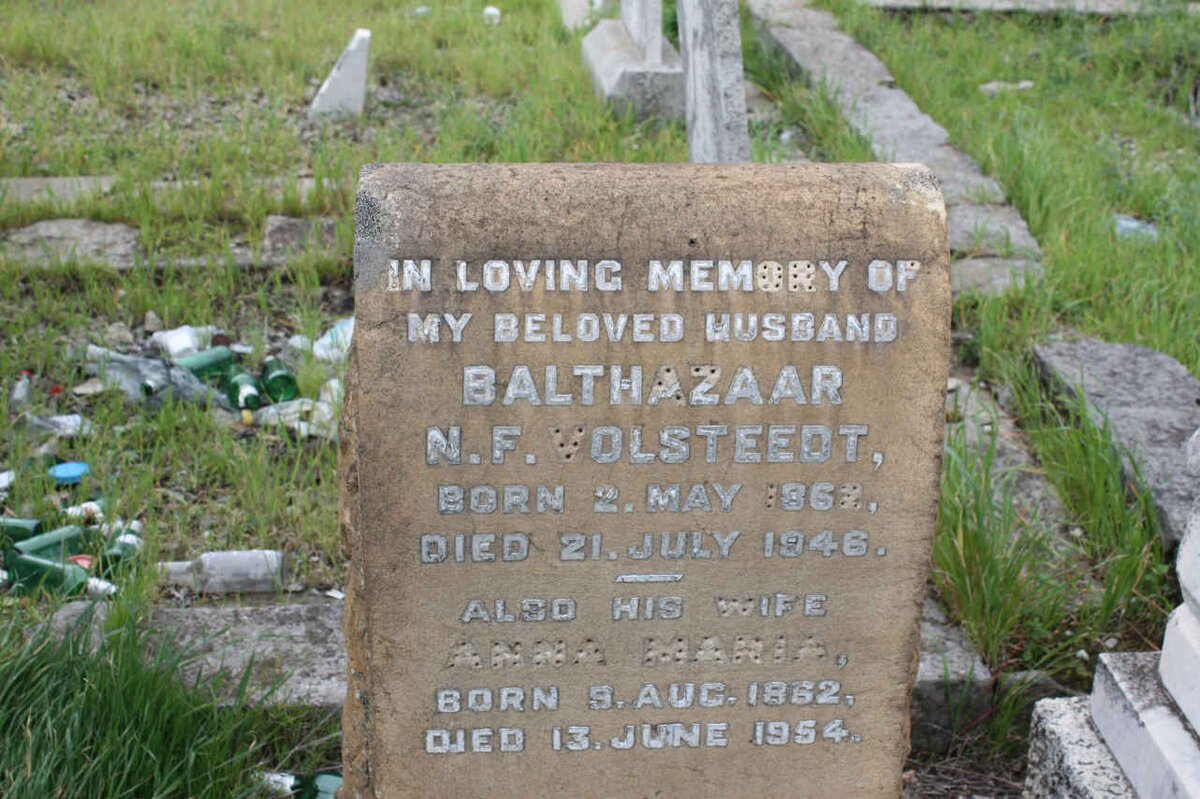 IN LOVING MEMORY OF
MY BELOVED HUSBAND
BALTHAZAAR
N.F. VOLSTEEDT,
BORN 2. MAY
DIED 21. JULY 1946.
ALSO HIS WIFE
ANNA MARIA,
BORN 9. AUG. 1862,
DIED 13. JUNE 1954.